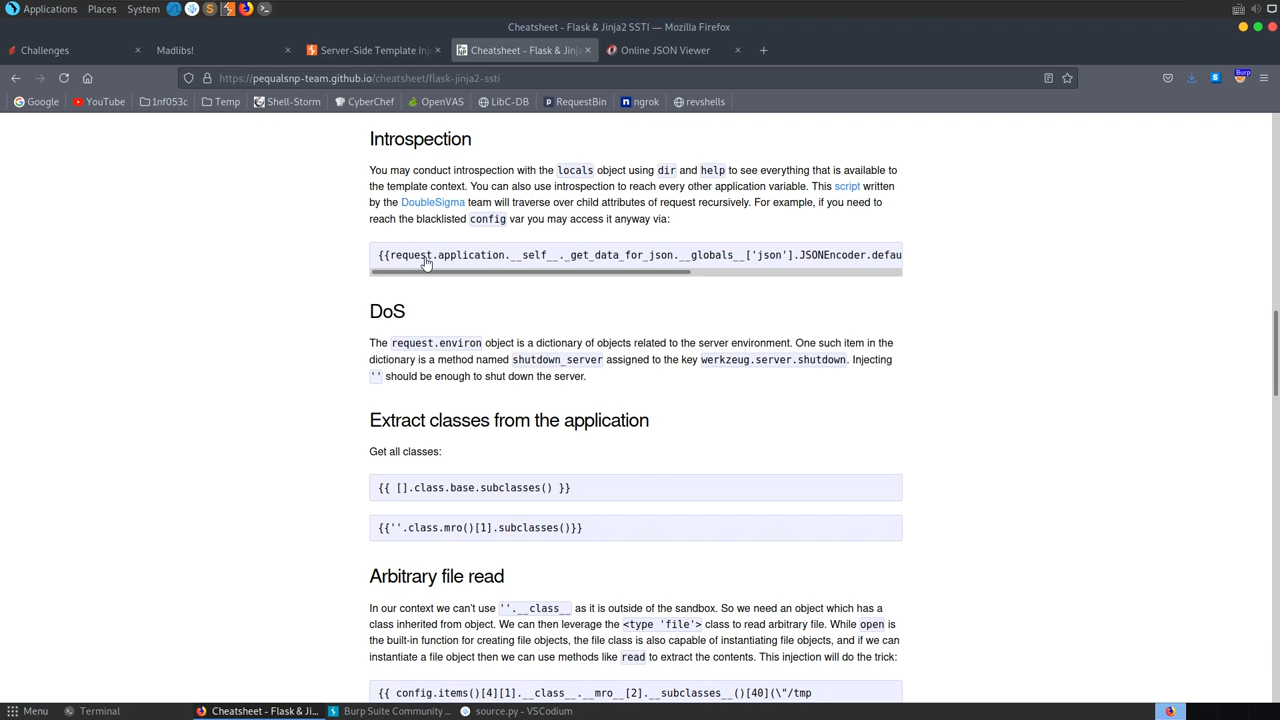 Applications Places System
Cheatsheet - Flask & Jinja2 SSTI — Mozilla Firefox
Challenges × Madlibs! × Server-Side Template Inj × Cheatsheet - Flask & Jinja × Online JSON Viewer × +
https://pequalsnp-team.github.io/cheatsheet/flask-jinja2-ssti
Burp
Google YouTube 1nf053c Temp Shell-Storm CyberChef OpenVAS LibC-DB RequestBin ngrok revshells
Introspection
You may conduct introspection with the locals object using dir and help to see everything that is available to
the template context. You can also use introspection to reach every other application variable. This script written
by the DoubleSigma team will traverse over child attributes of request recursively. For example, if you need to
reach the blacklisted config var you may access it anyway via:
{{request.application.__self__._get_data_for_json.__globals__['json'].JSONEncoder.defau
DoS
The request.environ object is a dictionary of objects related to the server environment. One such item in the
dictionary is a method named shutdown_server assigned to the key werkzeug.server.shutdown. Injecting
'' should be enough to shut down the server.
Extract classes from the application
Get all classes:
{{ [].class.base.subclasses() }}
{{''.class.mro()[1].subclasses()}}
Arbitrary file read
In our context we can’t use ''.__class__ as it is outside of the sandbox. So we need an object which has a
class inherited from object. We can then leverage the <type 'file'> class to read arbitrary file. While open is
the built-in function for creating file objects, the file class is also capable of instantiating file objects, and if we can
instantiate a file object then we can use methods like read to extract the contents. This injection will do the trick:
{{ config.items()[4][1].__class__.__mro__[2].__subclasses__()[40](\"/tmp
Menu Terminal Cheatsheet - Flask & Ji... Burp Suite Community ... source.py - VSCodium